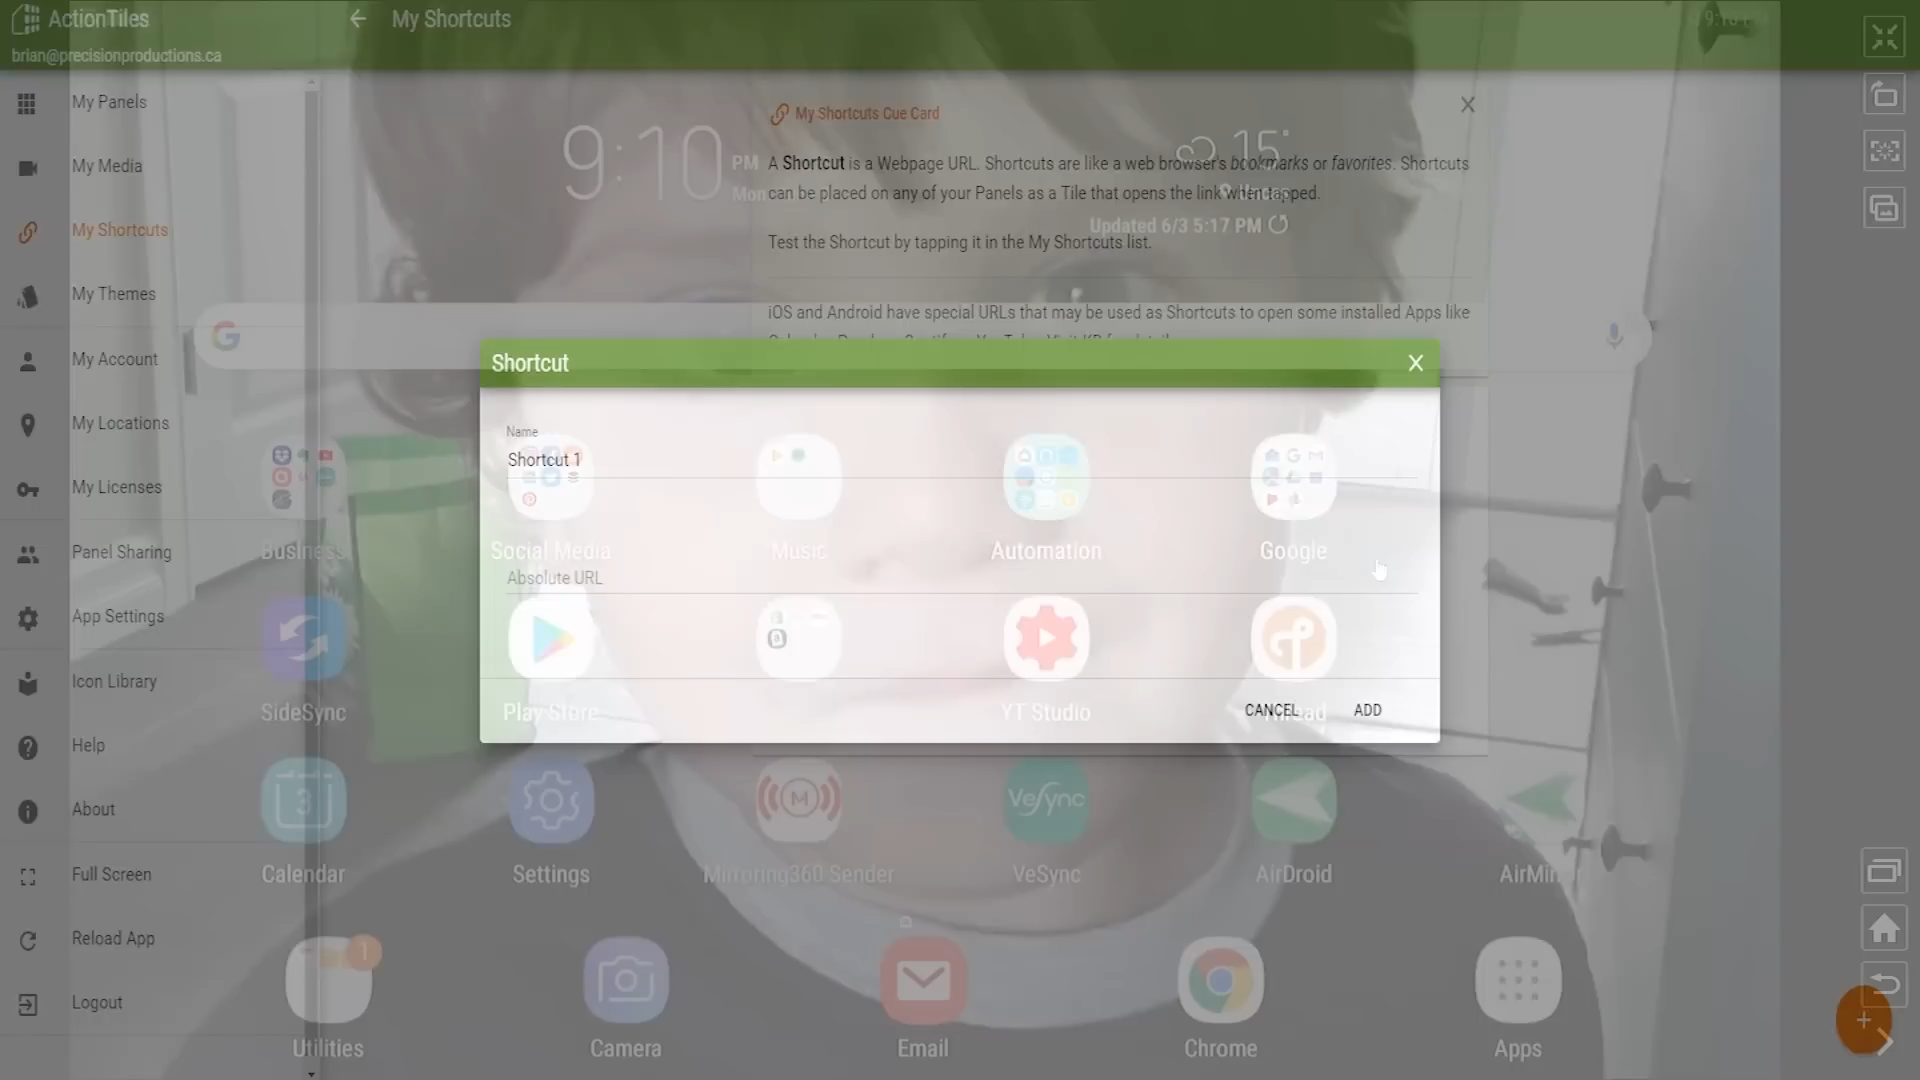 ActionTiles
My Shortcuts
brian@precisionproductions.ca
My Panels
My Media
My Shortcuts
My Themes
My Account
My Locations
My Licenses
Panel Sharing
App Settings
Icon Library
Help
About
Full Screen
Reload App
Logout
My Shortcuts Cue Card
9:10 PM
Mon
15°
A Shortcut is a Webpage URL. Shortcuts are like a web browser's bookmarks or favorites. Shortcuts
can be placed on any of your Panels as a Tile that opens the link when tapped.
Updated 6/3 5:17 PM
Test the Shortcut by tapping it in the My Shortcuts list.
iOS and Android have special URLs that may be used as Shortcuts to open some installed Apps like
Shortcut
Name
Shortcut 1
Business
Social Media
Music
Automation
Google
Absolute URL
SideSync
Play Store
YT Studio
CANCEL
ADD
3
Calendar
Settings
Mirroring360 Sender
VeSync
VeSync
AirDroid
1
Utilities
Camera
Email
Chrome
Apps